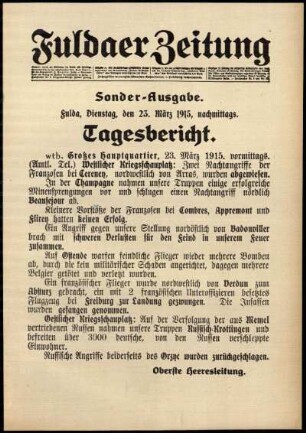 Fuldaer Zeitung
Sonder-Ausgabe.
Fulda, Dienstag, den 23. März 1915, nachmittags.
Tagesbericht.
wtb. Großes Hauptquartier, 23. März 1915. vormittags.
(Amtl. Tel.) Westlicher Kriegsschauplatz: Zwei Nachtangriffe der
Franzosen bei Carency, nordwestlich von Arras, wurden abgewiesen.
In der Champagne nahmen unsere Truppen einige erfolgreiche
Minensprengungen vor und schlugen einen Nachtangriff nördlich
Beausejour ab.
Kleinere Vorstöße der Franzosen bei Combres, Apremont und
Flirey hatten keinen Erfolg.
Ein Angriff gegen unsere Stellung nordöstlich von Badonviller
brach mit schweren Verlusten für den Feind in unserem Feuer
zusammen.
Auf Ostende warfen feindliche Flieger wieder mehrere Bomben
ab, durch die kein militärischer Schaden angerichtet, dagegen mehrere
Belgier getötet und verletzt wurden.
Ein französischer Flieger wurde nordwestlich von Verdun zum
Absturz gebracht, ein mit 2 französischen Unteroffizieren besetztes
Flugzeug bei Freiburg zur Landung gezwungen. Die Insassen
wurden gefangen genommen.
Oestlicher Kriegsschauplatz: Auf der Verfolgung der aus Memel
vertriebenen Russen nahmen unsere Truppen Russisch-Krottingen und
befreiten über 3000 deutsche, von den Russen verschleppte
Einwohner.
Russische Angriffe beiderseits des Orzyc wurden zurückgeschlagen.
Oberste Heeresleitung.